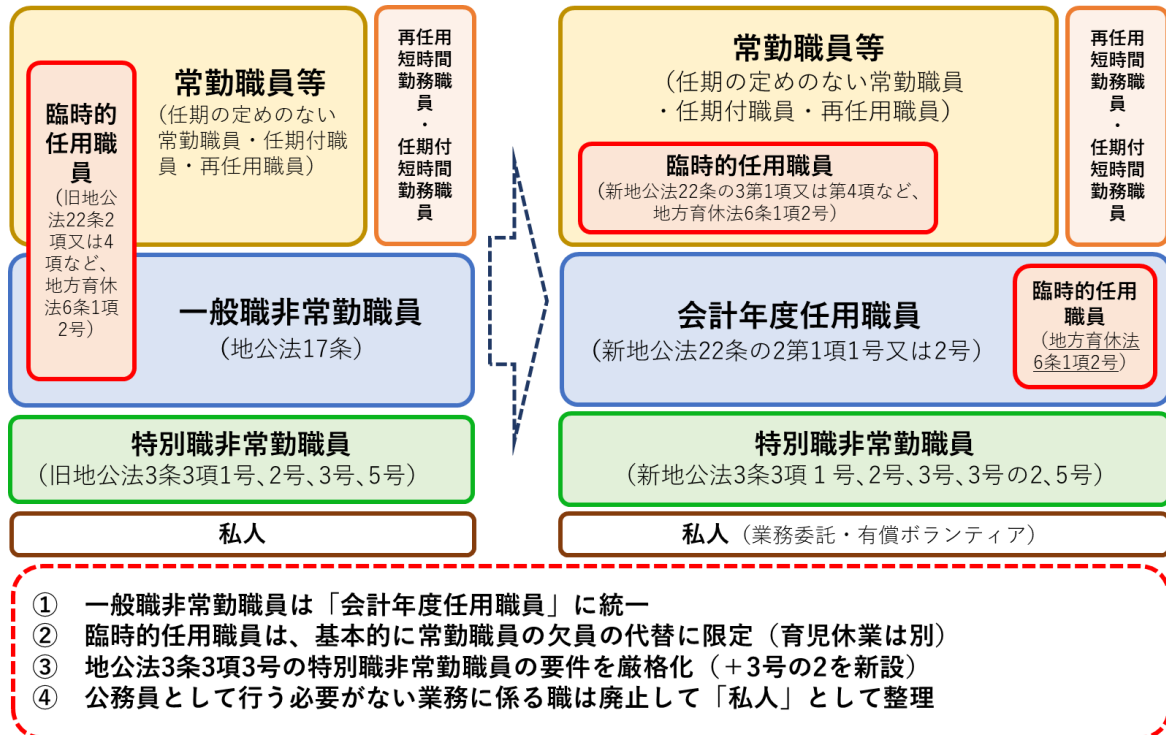 常勤職員等
（任期の定めのない
常勤職員・任期付職
員・再任用職員）
臨時的
任用職
員
（旧地公
法22条2
項又は4
項など、
地方育休
法6条1項
2号）
再任用
短時間
勤務職
員
・
任期付
短時間
勤務職
員
一般職非常勤職員
（地公法17条）
特別職非常勤職員
（旧地公法3条3項1号、2号、3号、5号）
私人
常勤職員等
（任期の定めのない常勤職員
・任期付職員・再任用職員）
臨時的任用職員
（新地公法22条の3第1項又は第4項など、
地方育休法6条1項2号）
再任用
短時間
勤務職
員
・
任期付
短時間
勤務職
員
会計年度任用職員
（新地公法22条の2第1項1号又は2号）
臨時的任用
職員
（地方育休法
6条1項2号）
特別職非常勤職員
（新地公法3条3項１号、2号、3号、3号の2、5号）
私人（業務委託・有償ボランティア）
①　一般職非常勤職員は「会計年度任用職員」に統一
②　臨時的任用職員は、基本的に常勤職員の欠員の代替に限定（育児休業は別）
③　地公法3条3項3号の特別職非常勤職員の要件を厳格化（＋3号の2を新設）
④　公務員として行う必要がない業務に係る職は廃止して「私人」として整理